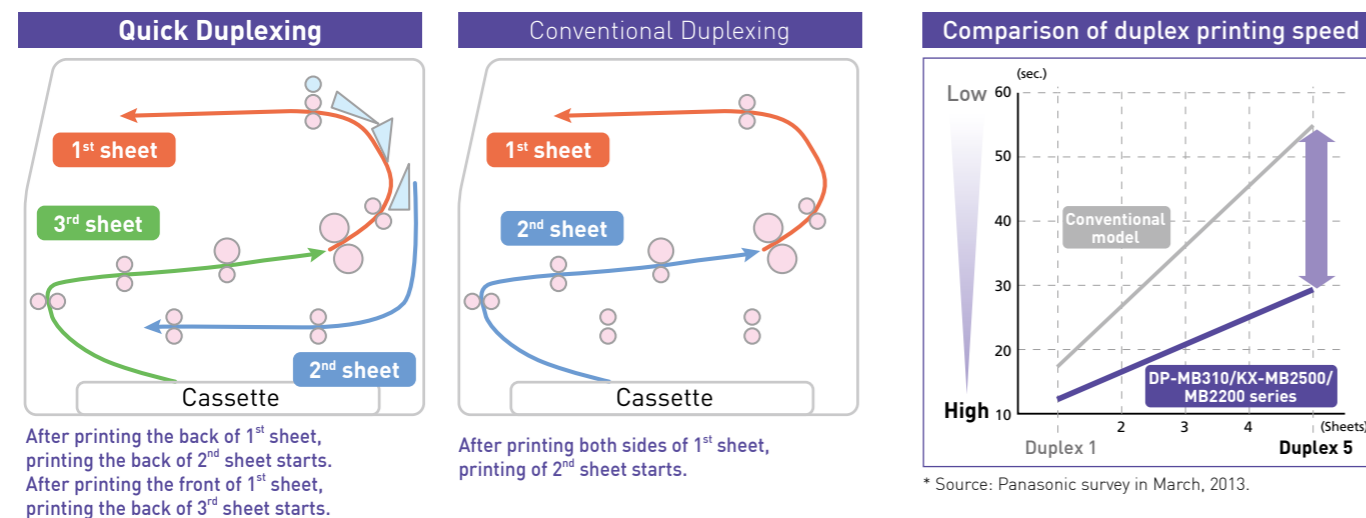 Quick Duplexing
1st sheet
3rd sheet
2nd sheet
Cassette
After printing the back of 1st sheet,
printing the back of 2nd sheet starts.
After printing the front of 1st sheet,
printing the back of 3rd sheet starts.
Conventional Duplexing
1st sheet
2nd sheet
Cassette
After printing both sides of 1st sheet,
printing of 2nd sheet starts.
Comparison of duplex printing speed
(sec.)
Low
60
50
40
30
20
High 10
Conventional
model
DP-MB310/KX-MB2500/
MB2200 series
2 3 4 (Sheets)
Duplex 1 Duplex 5
* Source: Panasonic survey in March, 2013.